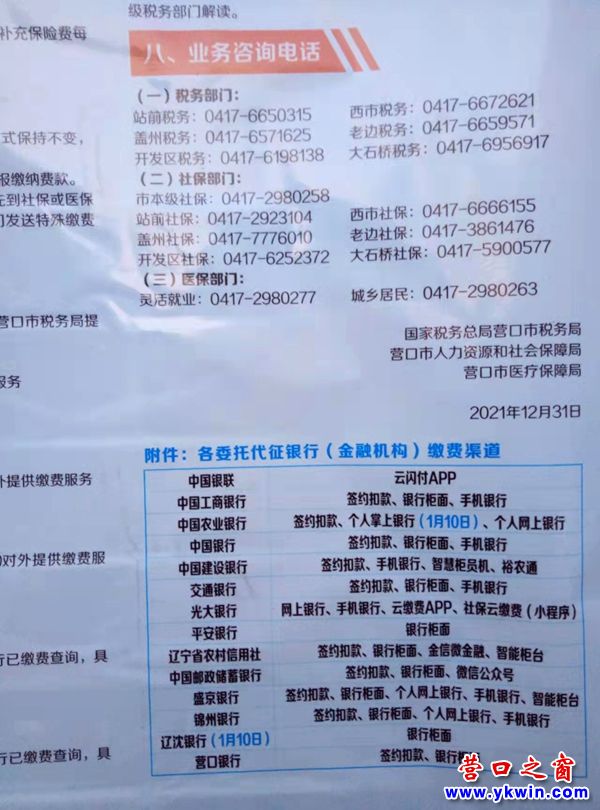 级税务部门解读。
补充保险费每
八、业务咨询电话
（一）税务部门：
站前税务：0417-6650315 西市税务：0417-6672621
式保持不变，
盖州税务：0417-6571625 老边税务：0417-6659571
开发区税务：0417-6198138 大石桥税务：0417-6956917
报缴纳费款。
（二）社保部门：
先到社保或医保
市本级社保：0417-2980258
门发送特殊缴费
站前社保：0417-2923104 西市社保：0417-6666155
盖州社保：0417-7776010 老边社保：0417-3861476
开发区社保：0417-6252372 大石桥社保：0417-5900577
（三）医保部门：
灵活就业：0417-2980277 城乡居民：0417-2980263
营口市税务局提
国家税务总局营口市税务局
营口市人力资源和社会保障局
营口市医疗保障局
服务
2021年12月31日
附件：各委托代征银行（金融机构）缴费渠道
外提供缴费服务
中国银联 云闪付APP
中国工商银行 签约扣款、银行柜面、手机银行
中国农业银行 签约扣款、个人掌上银行（1月10日）、个人网上银行
中国银行 签约扣款、银行柜面、手机银行
)对外提供缴费服
中国建设银行 签约扣款、手机银行、智慧柜员机、裕农通
交通银行 签约扣款、银行柜面、手机银行
光大银行 网上银行、手机银行、云缴费APP、社保云缴费（小程序）
平安银行 银行柜面
行已缴费查询，具
辽宁省农村信用社 签约扣款、银行柜面、金信微金融、智能柜台
中国邮政储蓄银行 签约扣款、银行柜面、微信公众号
盛京银行 签约扣款、银行柜面、个人网上银行、手机银行、智能柜台
锦州银行 签约扣款、银行柜面、个人网上银行、手机银行
辽沈银行（1月10日） 银行柜面
行已缴费查询，具
营口银行 签约扣款、银行柜
营口之窗
www.ykwin.com